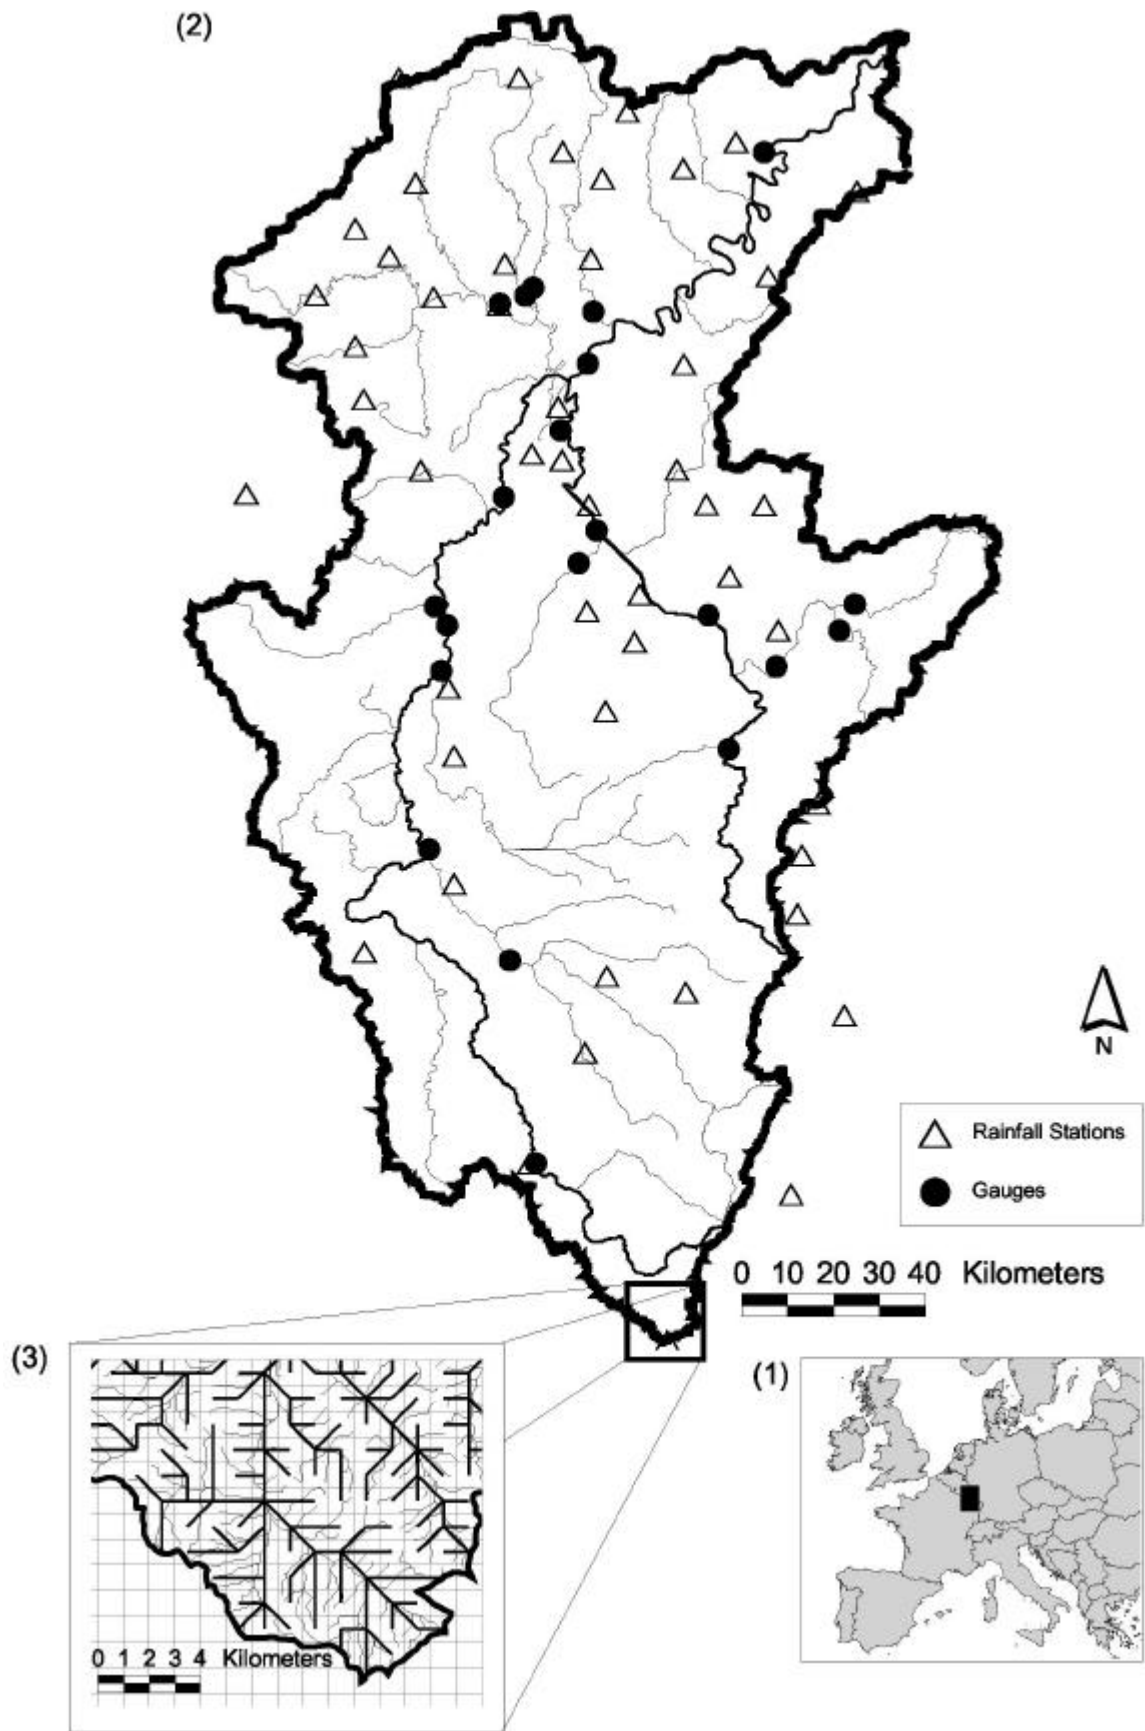 (2)
N
Rainfall Stations
Gauges
0 10 20 30 40 Kilometers
(3)
(1)
0 1 2 3 4 Kilometers